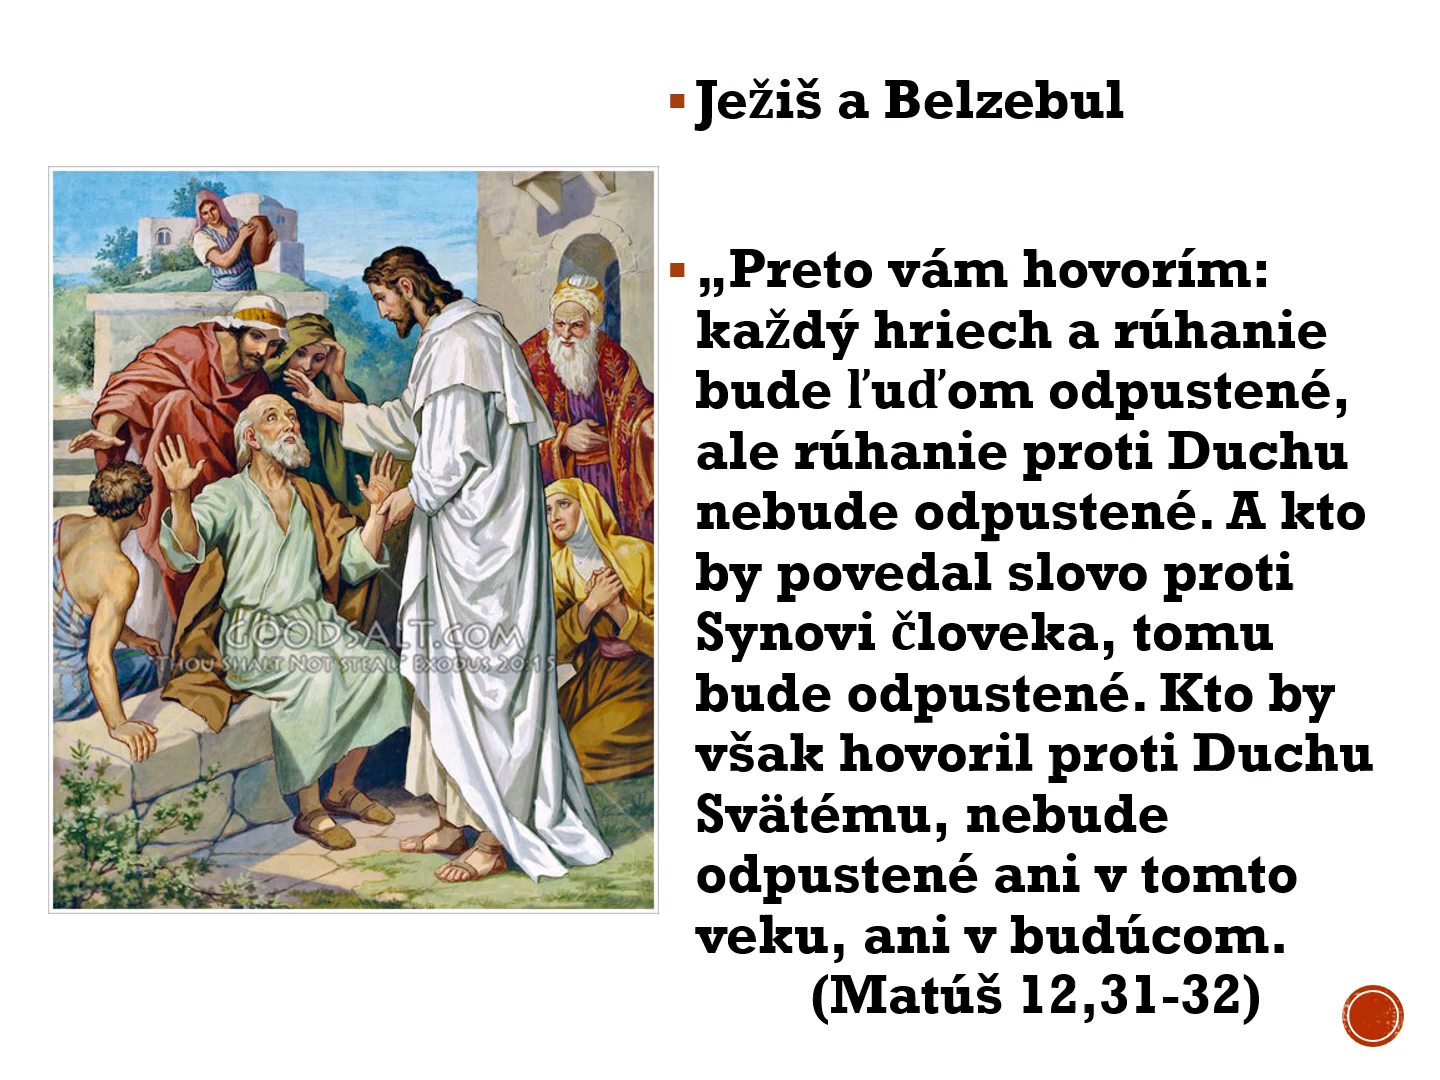 Ježiš a Belzebul
„Preto vám hovorím:
každý hriech a rúhanie
bude ľuďom odpustené,
ale rúhanie proti Duchu
nebude odpustené. A kto
by povedal slovo proti
Synovi človeka, tomu
bude odpustené. Kto by
však hovoril proti Duchu
Svätému, nebude
odpustené ani v tomto
veku, ani v budúcom.
(Matúš 12,31-32)
GOODSALT.COM
"THOU SHALT NOT STEAL" EXODUS 20:15